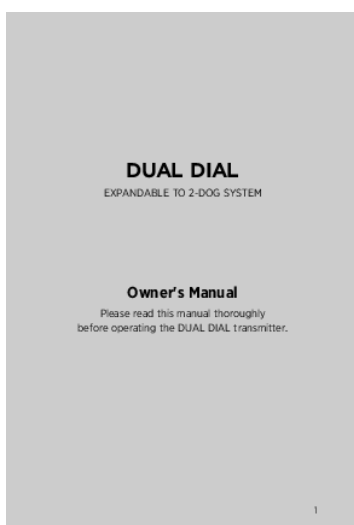 DUAL DIAL
EXPANDABLE TO 2-DOG SYSTEM
Owner's Manual
Please read this manual thoroughly
before operating the DUAL DIAL transmitter.
1